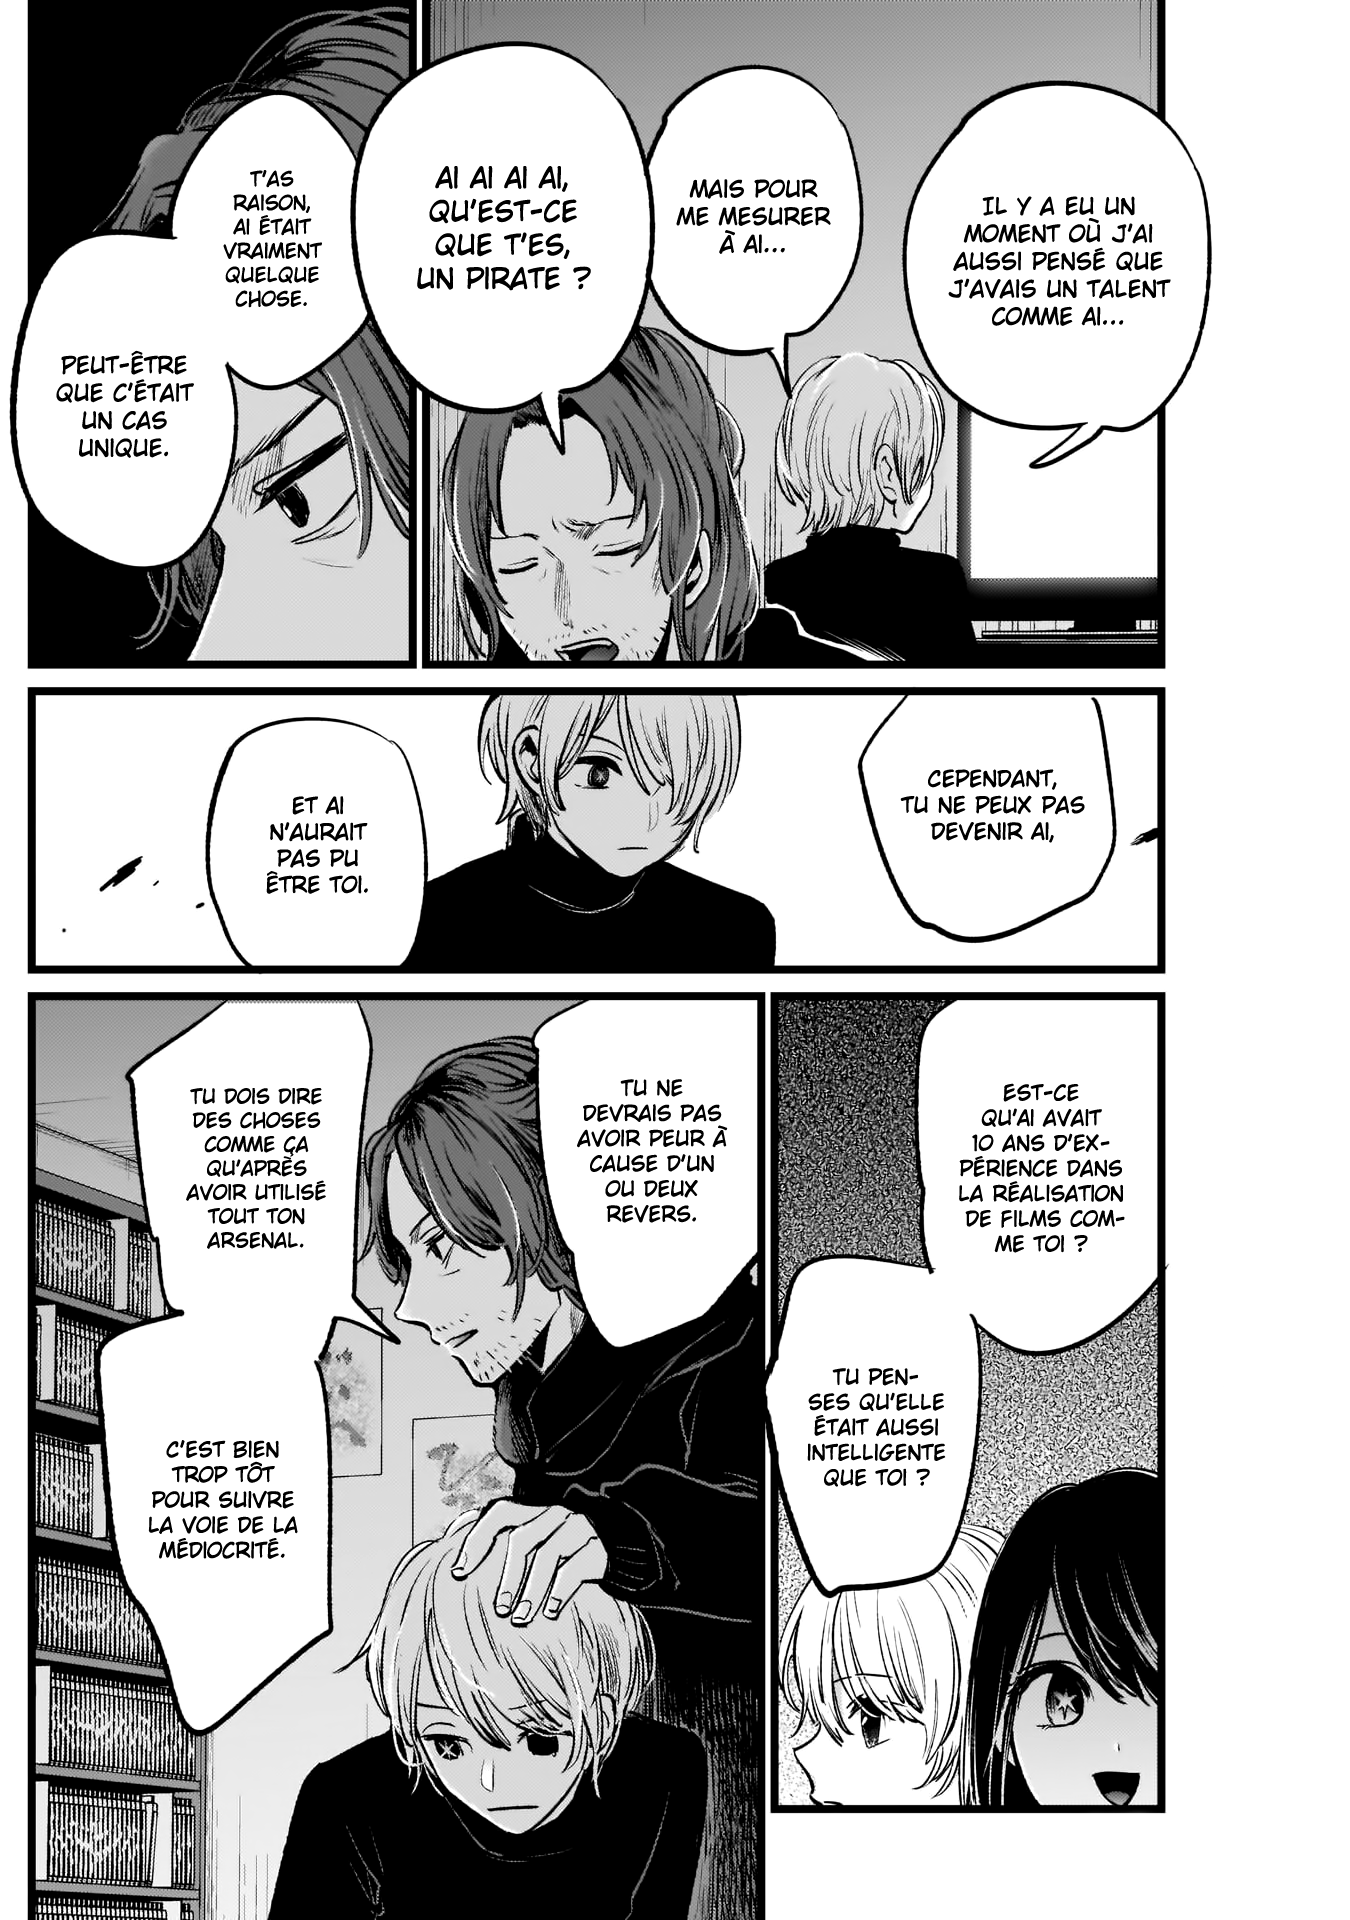 IL Y A EU UN
MOMENT OÙ J'AI
AUSSI PENSÉ QUE
J'AVAIS UN TALENT
COMME AI...
MAIS POUR
ME MESURER
À AI...
AI AI AI AI,
QU'EST-CE
QUE T'ES,
UN PIRATE ?
T'AS
RAISON,
AI ÉTAIT
VRAIMENT
QUELQUE
CHOSE.
PEUT-ÊTRE
QUE C'ÉTAIT
UN CAS
UNIQUE.
CEPENDANT,
TU NE PEUX PAS
DEVENIR AI,
ET AI
N'AURAIT
PAS PU
ÊTRE TOI.
EST-CE
QU'AI AVAIT
10 ANS D'EX-
PÉRIENCE DANS
LA RÉALISATION
DE FILMS COM-
ME TOI ?
TU PEN-
SES QU'ELLE
ÉTAIT AUSSI
INTELLIGENTE
QUE TOI ?
TU NE
DEVRAIS PAS
AVOIR PEUR À
CAUSE D'UN
OU DEUX
REVERS.
TU DOIS DIRE
DES CHOSES
COMME ÇA
QU'APRÈS
AVOIR UTILISÉ
TOUT TON
ARSENAL.
C'EST BIEN
TROP TÔT
POUR SUIVRE
LA VOIE DE LA
MÉDIOCRITÉ.